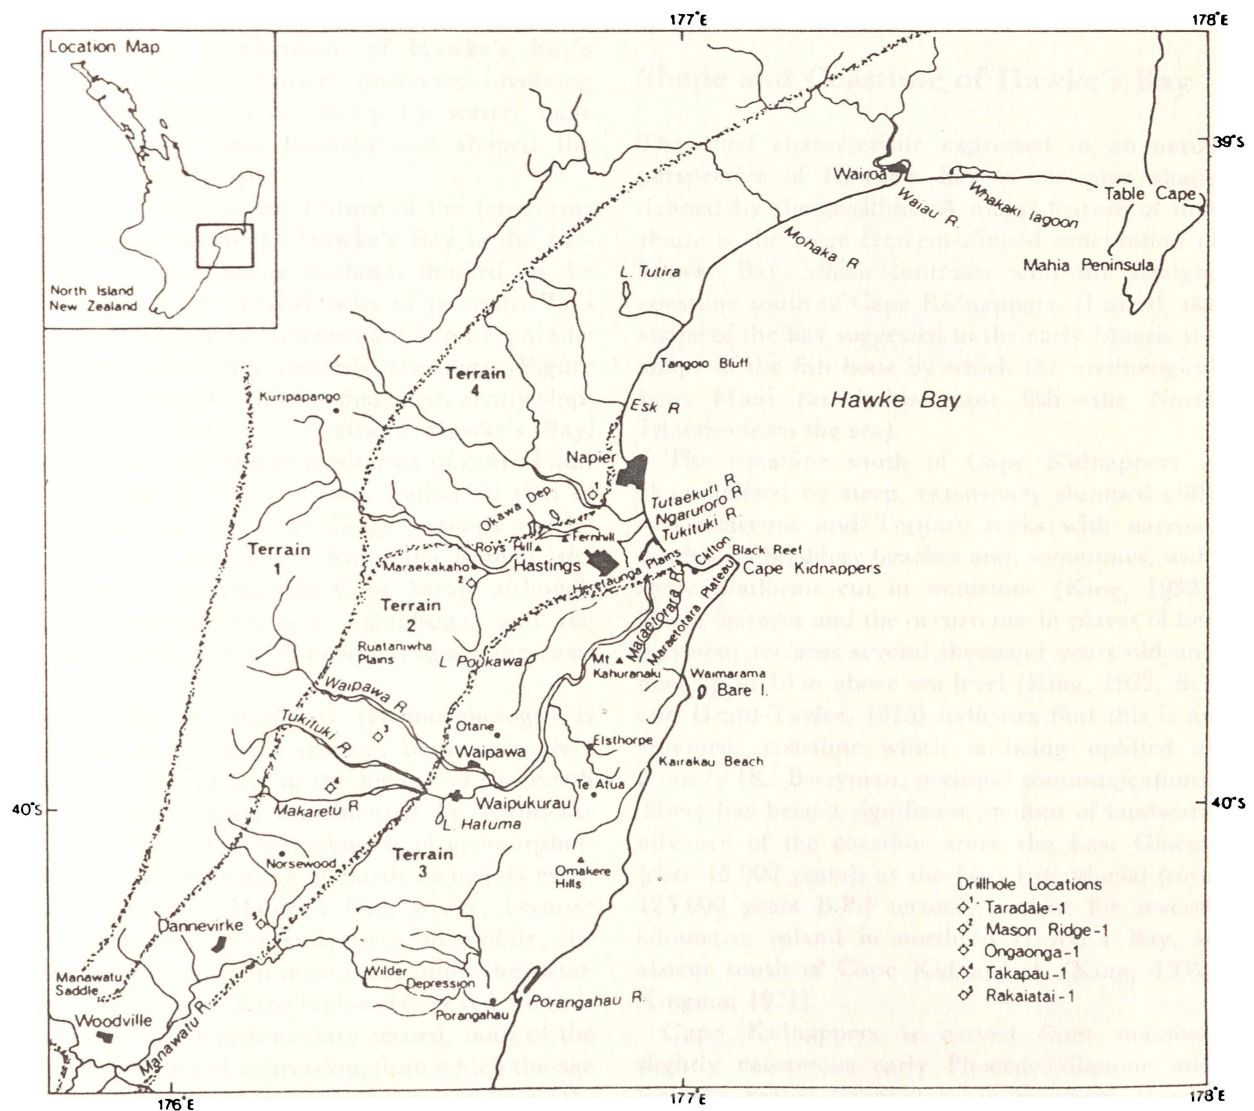 177°E
178°E
Location Map
North Island
New Zealand
39°S
Wairoa
Waiau R
Whakaki Lagoon
Table Cape
Mohaka R
Mahia Peninsula
L. Tutira
Tangoio Bluff
Terrain
4
Kuripapango
Esk R
Hawke Bay
Napier
Okawa Dep
Tutaekuri R
Ngaruroro R
Tukituki R
Fernhill
Roys Hill
Clifton
Black Reef
Cape Kidnappers
Terrain
1
Maraekakaho
Hastings
Heretaunga Plains
Terrain
2
Maraetotara Plateau
Ruataniwha
Plains
L. Poukawa
Mt
Kahuranaki
Waimarama
Bare I.
Waipawa R
Tukituki R
Otane
Waipawa
Elsthorpe
Kairakau Beach
Te Atua
Makaretu R
Waipukurau
40°S
40°S
L. Hatuma
Norsewood
Terrain
Omakere
Hills
Dannevirke
Drillhole Locations
Taradale-1
Mason Ridge-1
Ongaonga-1
Takapau-1
Rakaiatai-1
Manawatu
Saddle
Wilder
Depression
Porangahau R.
Porangahau
Woodville
Manawatu R.
176°E
177°E
178°E